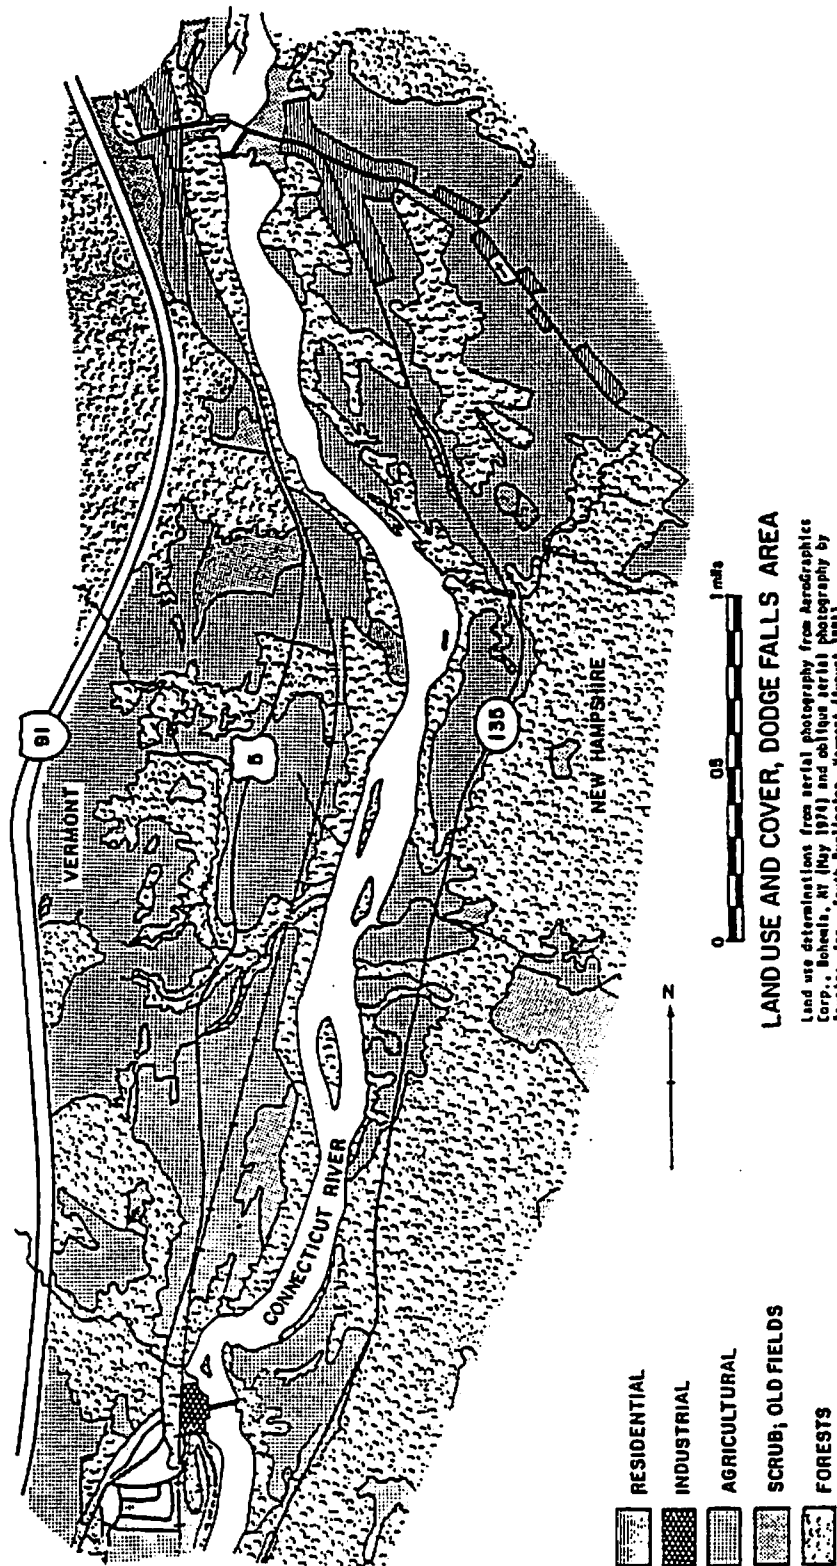 91
VERMONT
5
CONNECTICUT RIVER
135
NEW HAMPSHIRE
N
0 0.5 1 mile
LAND USE AND COVER, DODGE FALLS AREA
Land use determinations from aerial photography from AeroGraphics
Corp., Bohemia, NY (May 1974) and oblique aerial photography by
RESIDENTIAL
INDUSTRIAL
AGRICULTURAL
SCRUB; OLD FIELDS
FORESTS